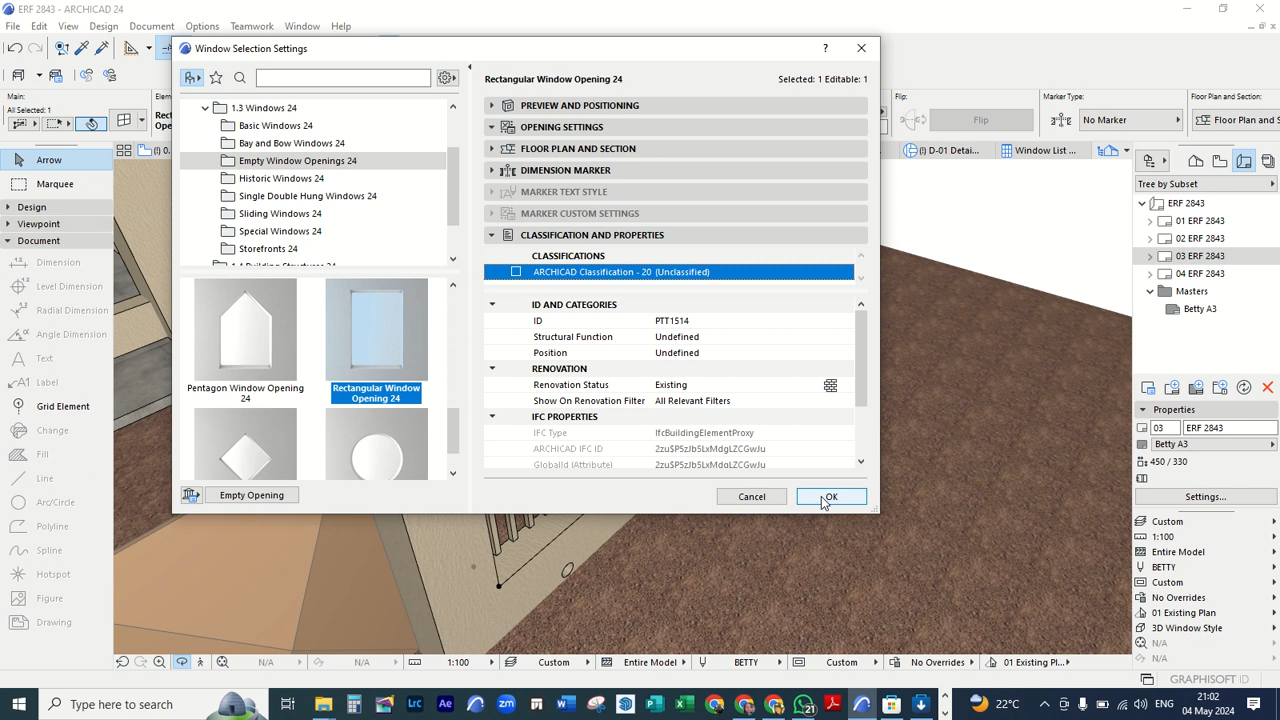 ERF 2843 - ARCHICAD 24
File Edit View Design Document Options Teamwork Window Help
Window Selection Settings
?
Main:
All Selected: 1
Flip:
Flip
Marker Type:
No Marker
Floor Plan and Section:
Floor Plan and S
Arrow
Marquee
Design
Viewpoint
Document
Dimension
Level Dimension
Radial Dimension
Angle Dimension
Text
Label
Grid Element
Change
Fill
Line
Arc/Circle
Polyline
Spline
Hotspot
Figure
Drawing
1.3 Windows 24
Basic Windows 24
Bay and Bow Windows 24
Empty Window Openings 24
Historic Windows 24
Single Double Hung Windows 24
Sliding Windows 24
Special Windows 24
Storefronts 24
Pentagon Window Opening 24
Rectangular Window Opening 24
Empty Opening
Rectangular Window Opening 24
Selected: 1 Editable: 1
PREVIEW AND POSITIONING
OPENING SETTINGS
FLOOR PLAN AND SECTION
DIMENSION MARKER
MARKER TEXT STYLE
MARKER CUSTOM SETTINGS
CLASSIFICATION AND PROPERTIES
CLASSIFICATIONS
ARCHICAD Classification - 20 (Unclassified)
ID AND CATEGORIES
ID PTT1514
Structural Function Undefined
Position Undefined
RENOVATION
Renovation Status Existing
Show On Renovation Filter All Relevant Filters
IFC PROPERTIES
IFC Type IfcBuildingElementProxy
ARCHICAD IFC ID 2zu$P5zJb5LxMdgLZCGwJu
GlobalId (Attribute) 2zu$P5zJb5LxMdgLZCGwJu
Cancel
OK
(!) D-01 Detai...
Window List ...
Tree by Subset
ERF 2843
01 ERF 2843
02 ERF 2843
03 ERF 2843
04 ERF 2843
Masters
Betty A3
Properties
03 ERF 2843
Betty A3
450 / 330
Settings...
Custom
1:100
Entire Model
BETTY
Custom
No Overrides
01 Existing Plan
3D Window Style
N/A
N/A
N/A N/A 1:100 Custom Entire Model BETTY Custom No Overrides 01 Existing Pl...
GRAPHISOFT ID
Type here to search
22°C
ENG
21:02
04 May 2024